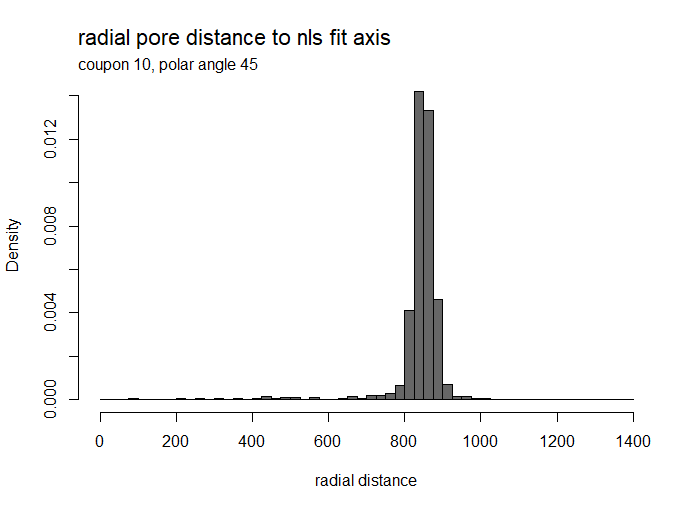 radial pore distance to nls fit axis
coupon 10, polar angle 45
Density
0.012
0.008
0.004
0.000
0 200 400 600 800 1000 1200 1400
radial distance